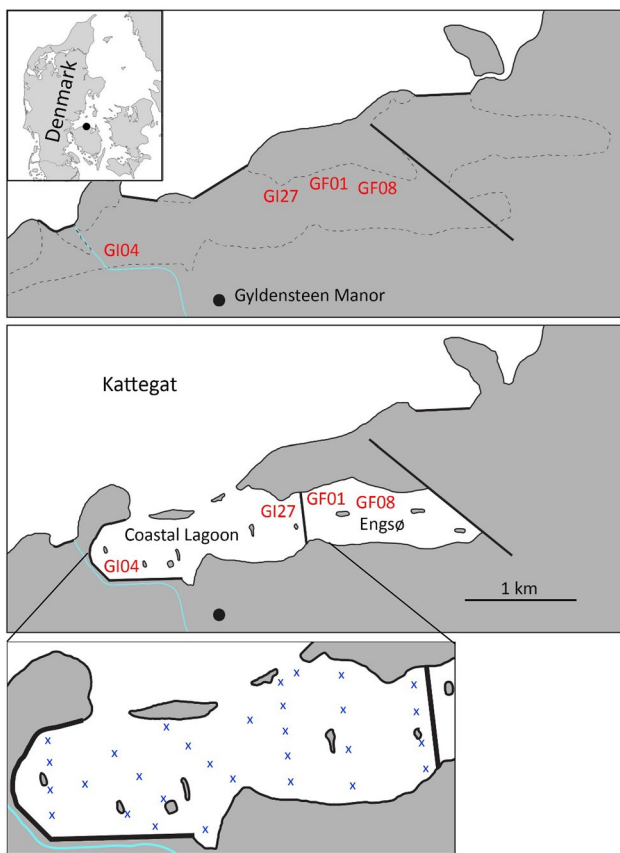 Denmark
GI27
GF01
GF08
GI04
Gyldensteen Manor
Kattegat
GI27
GF01
GF08
Engsø
Coastal Lagoon
GI04
1 km